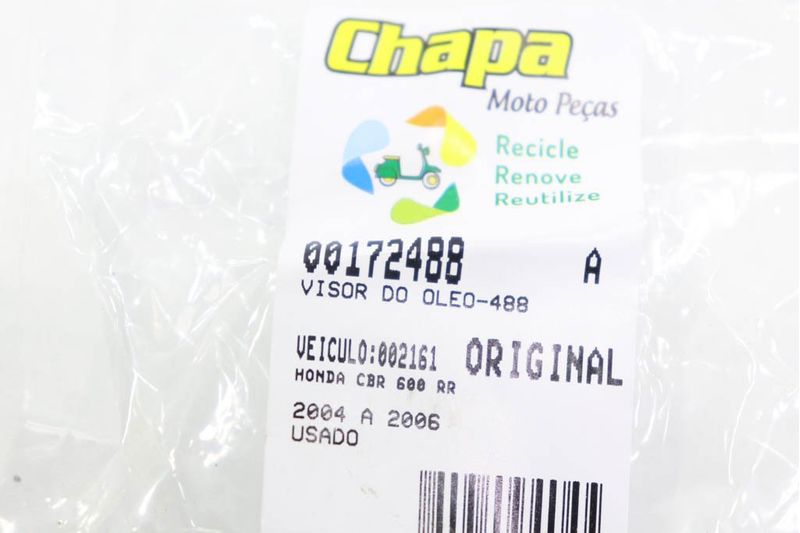 Chapa
Moto Peças
Recicle
Renove
Reutilize
00172488 A
VISOR DO OLEO-488
VEICULO:002161 ORIGINAL
HONDA CBR 600 RR
2004 A 2006
USADO